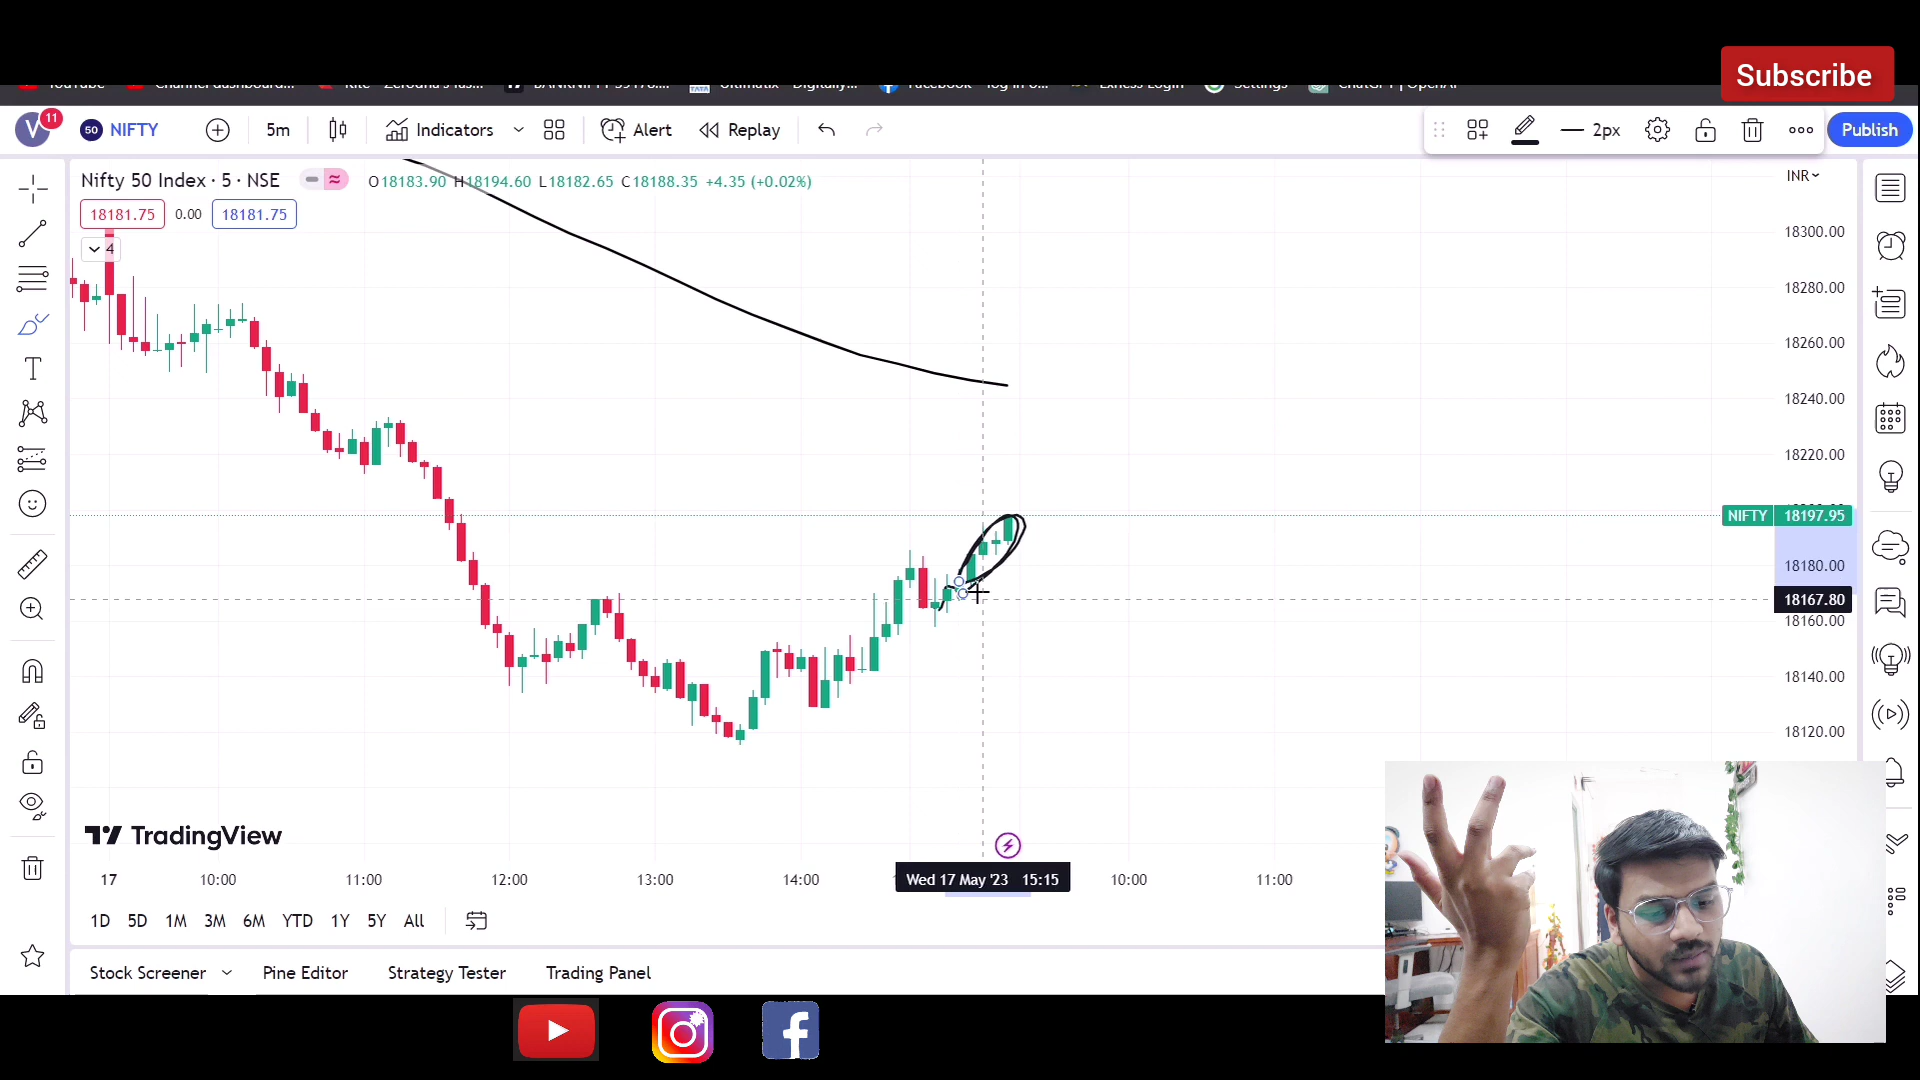 Subscribe
V 11 50 NIFTY 5m Indicators Alert Replay 2px Publish
Nifty 50 Index · 5 · NSE O18183.90 H18194.60 L18182.65 C18188.35 +4.35 (+0.02%) INR
18181.75 0.00 18181.75
4
18300.00
18280.00
18260.00
18240.00
18220.00
NIFTY 18197.95
18180.00
18167.80
18160.00
18140.00
18120.00
TradingView
17 10:00 11:00 12:00 13:00 14:00 Wed 17 May '23 15:15 10:00 11:00
1D 5D 1M 3M 6M YTD 1Y 5Y All
Stock Screener Pine Editor Strategy Tester Trading Panel